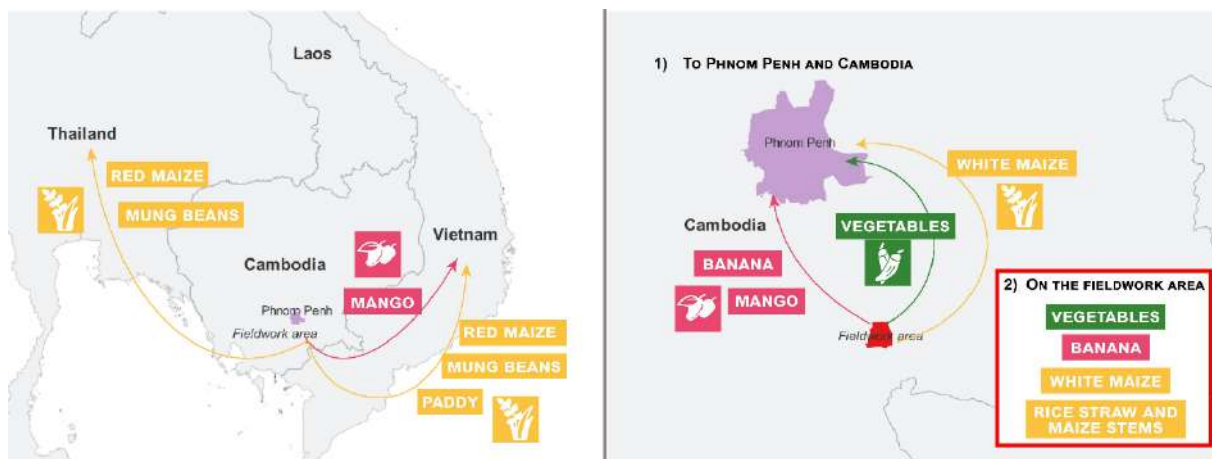 Laos
Thailand
RED MAIZE
MUNG BEANS
Vietnam
Cambodia
MANGO
Phnom Penh
Fieldwork area
RED MAIZE
MUNG BEANS
PADDY
1) TO PHNOM PENH AND CAMBODIA
Phnom Penh
WHITE MAIZE
Cambodia
VEGETABLES
BANANA
MANGO
Fieldwork area
2) ON THE FIELDWORK AREA
VEGETABLES
BANANA
WHITE MAIZE
RICE STRAW AND
MAIZE STEMS